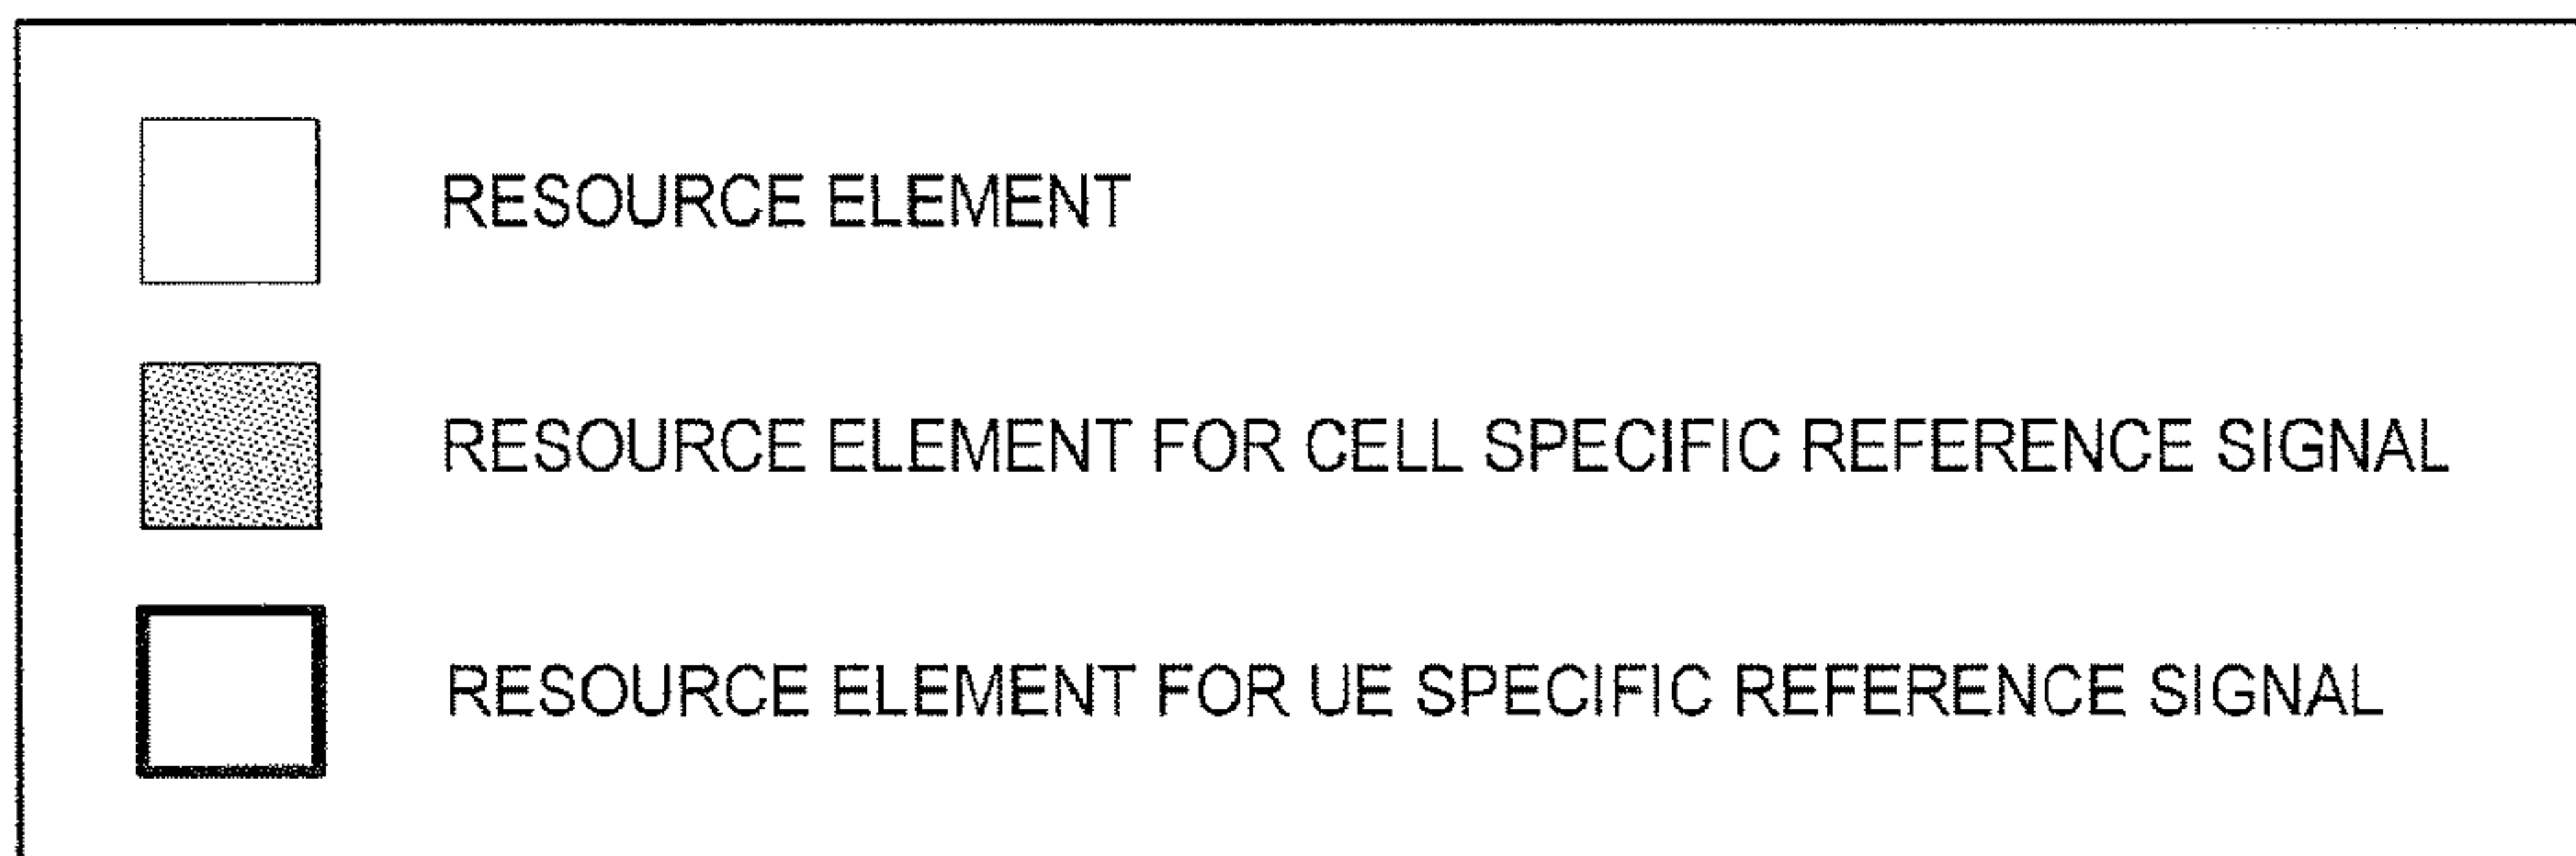 RESOURCE ELEMENT
RESOURCE ELEMENT FOR CELL SPECIFIC REFERENCE SIGNAL
RESOURCE ELEMENT FOR UE SPECIFIC REFERENCE SIGNAL